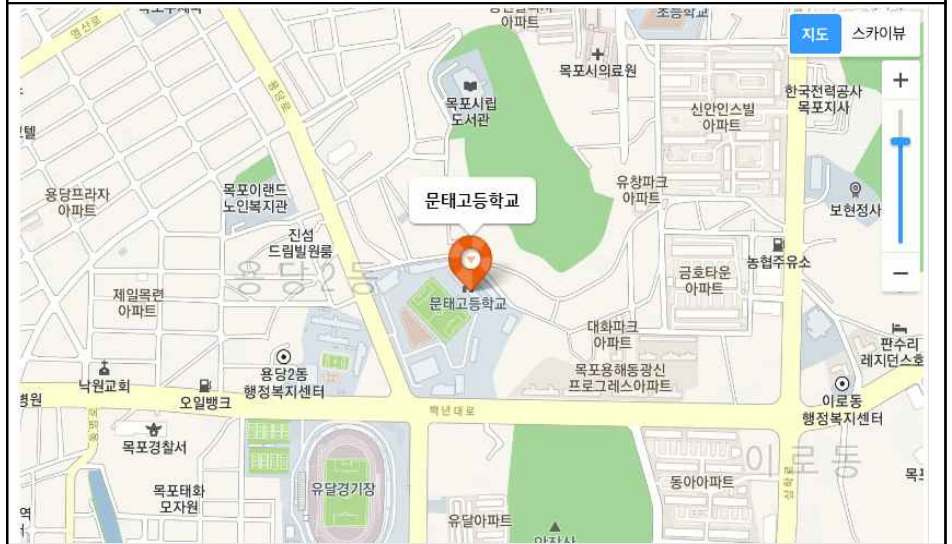 아파트
초등학교
영산로
용당로
목포시의료원
지도 스카이뷰
+
한국전력공사
목포지사
목포시립
도서관
신안인스빌
아파트
용당프라자
아파트
목포이랜드
노인복지관
유창파크
아파트
보현정사
문태고등학교
진섬
드림빌원룸
용당2동
농협주유소
금호타운
아파트
−
제일목련
아파트
문태고등학교
대화파크
아파트
판수리
레지던스호
용당2동
행정복지센터
목포용해동광신
프로그레스아파트
낙원교회
오일뱅크
이로동
행정복지센터
병원
백년대로
목포경찰서
이로동
동아아파트
목포태화
모자원
유달경기장
유달아파트